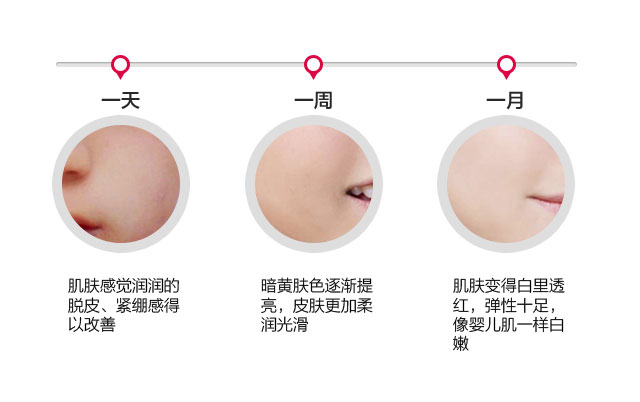 一天
一周
一月
肌肤感觉润润的
脱皮、紧绷感得
以改善
暗黄肤色逐渐提
亮，皮肤更加柔
润光滑
肌肤变得白里透
红，弹性十足，
像婴儿肌一样白
嫩